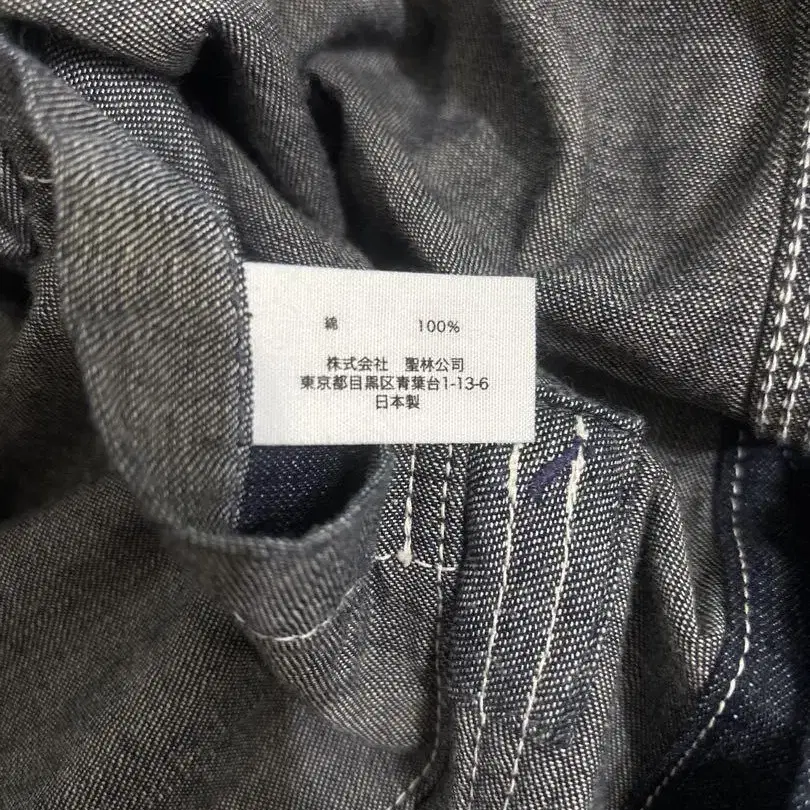 綿 100%
株式会社 聖林公司
東京都目黒区青葉台1-13-6
日本製